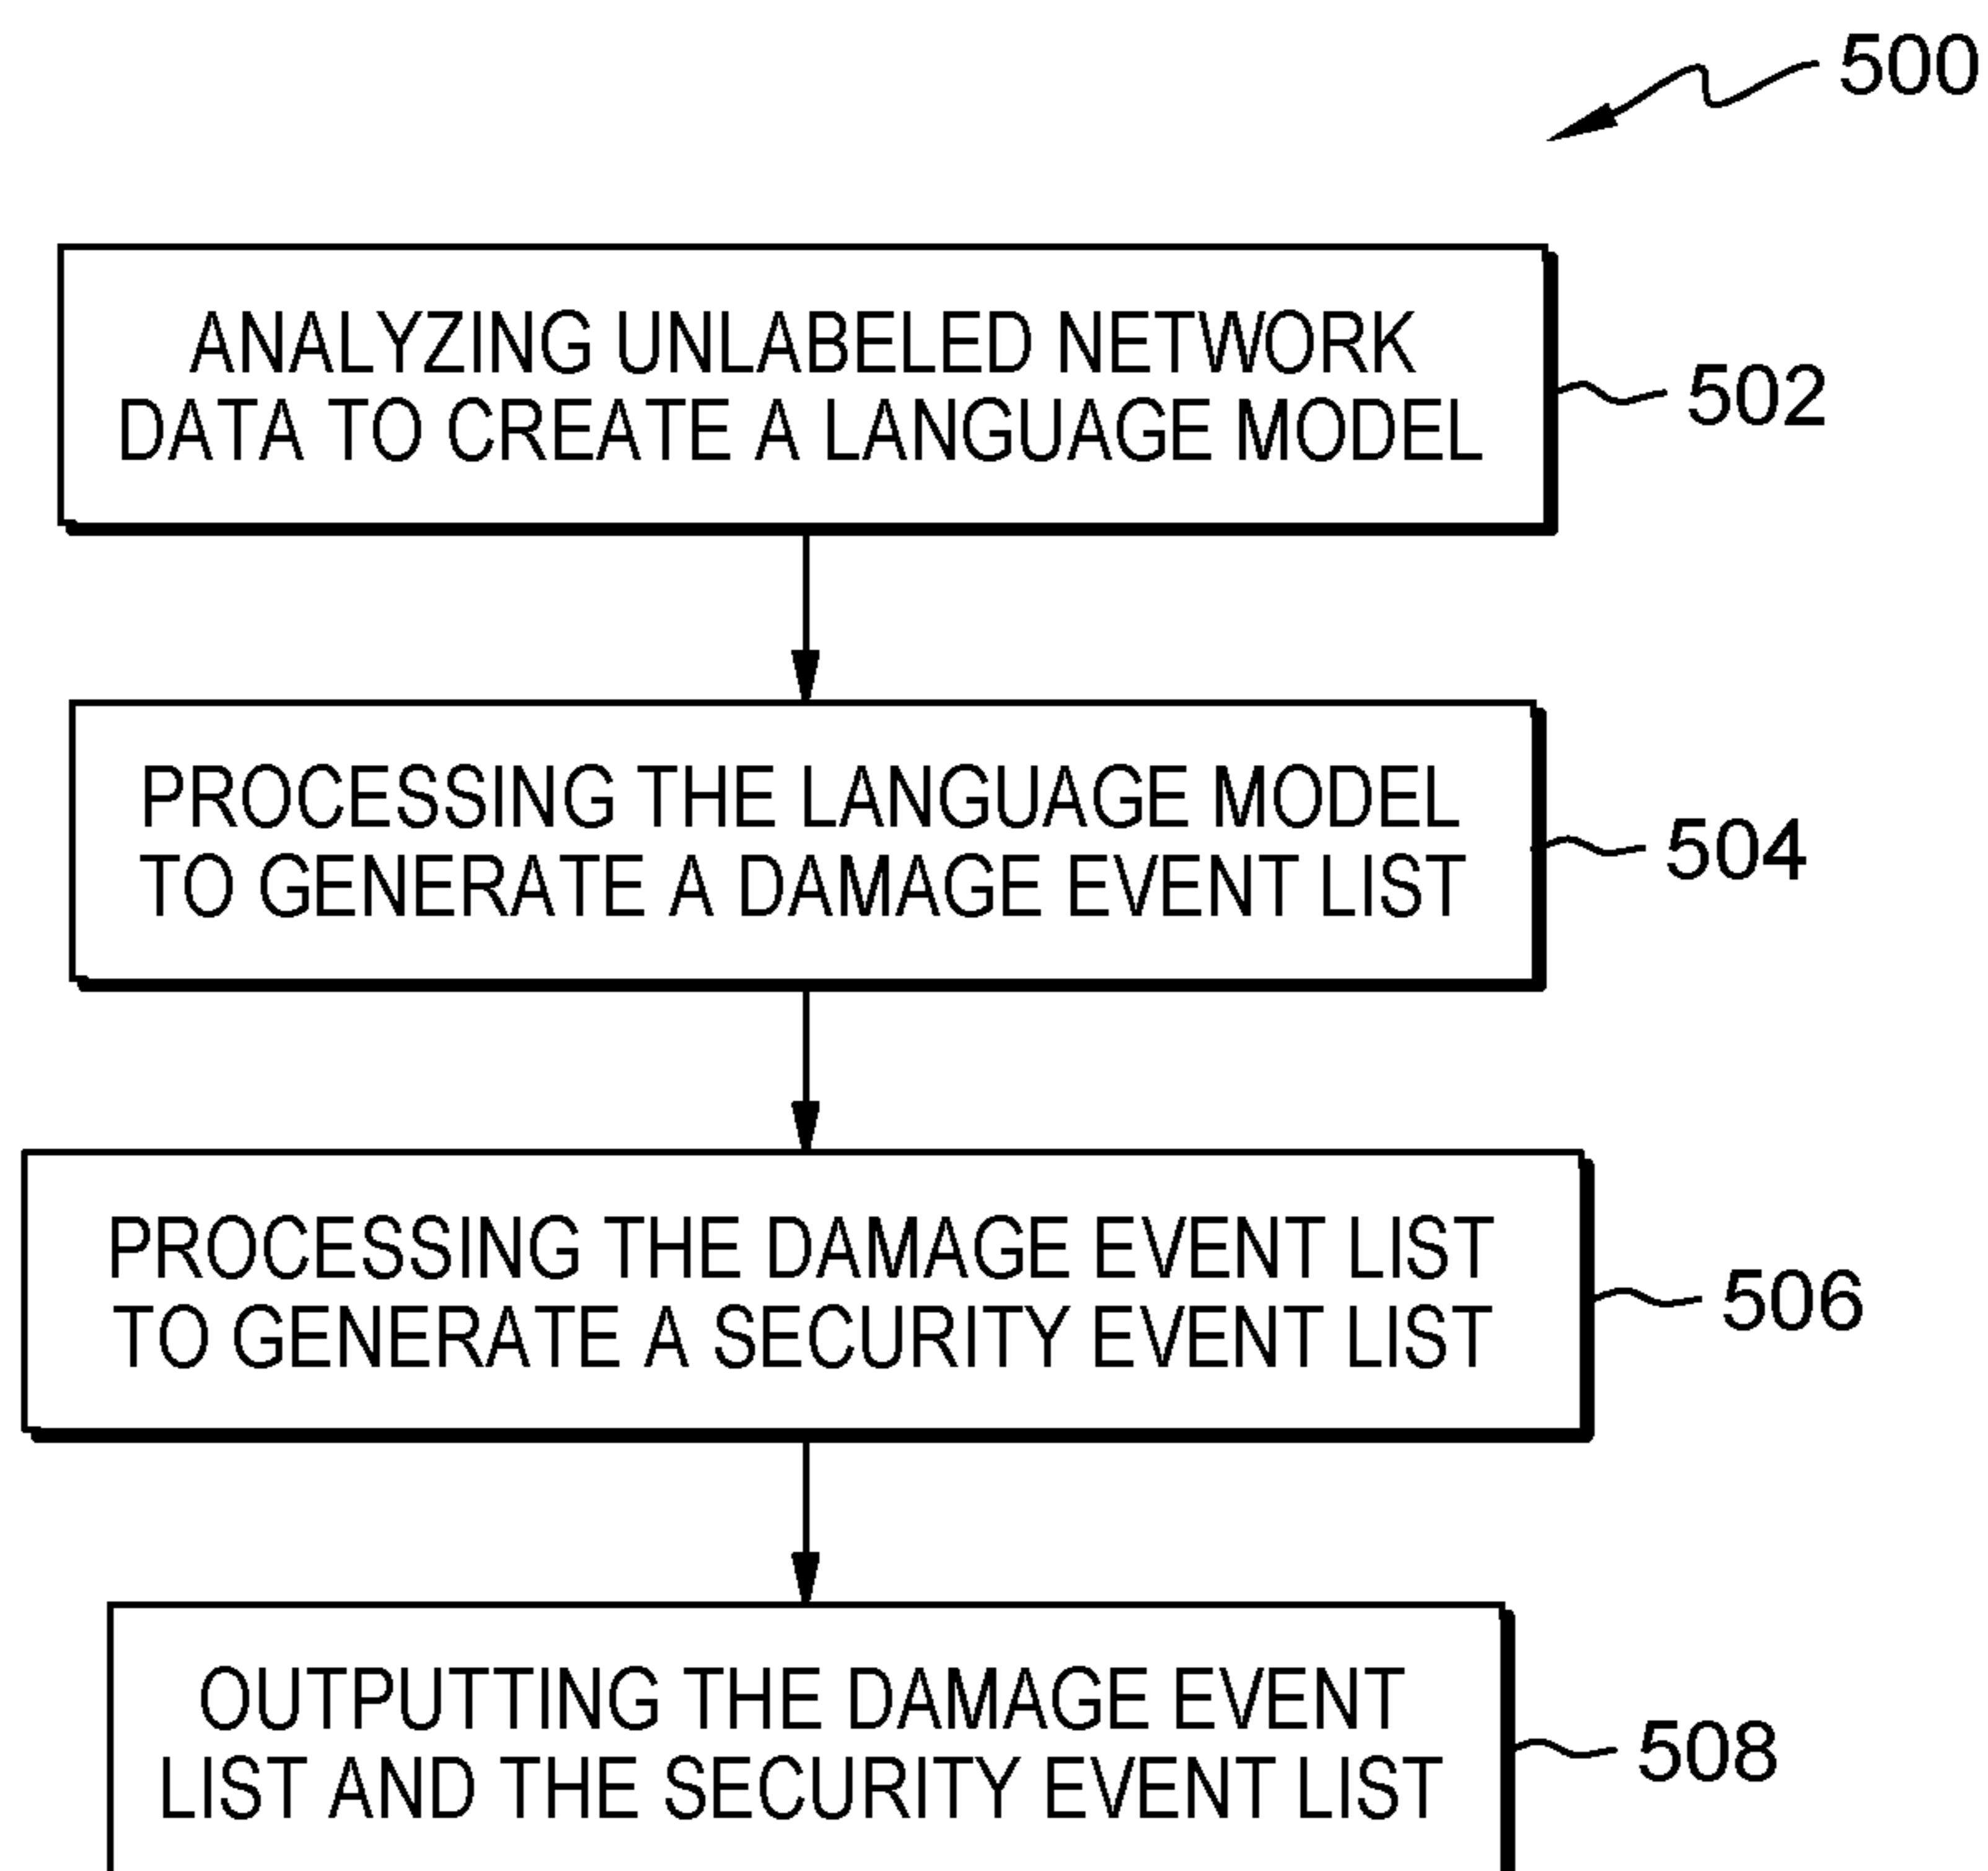 500
ANALYZING UNLABELED NETWORK
DATA TO CREATE A LANGUAGE MODEL
502
PROCESSING THE LANGUAGE MODEL
TO GENERATE A DAMAGE EVENT LIST
504
PROCESSING THE DAMAGE EVENT LIST
TO GENERATE A SECURITY EVENT LIST
506
OUTPUTTING THE DAMAGE EVENT
LIST AND THE SECURITY EVENT LIST
508